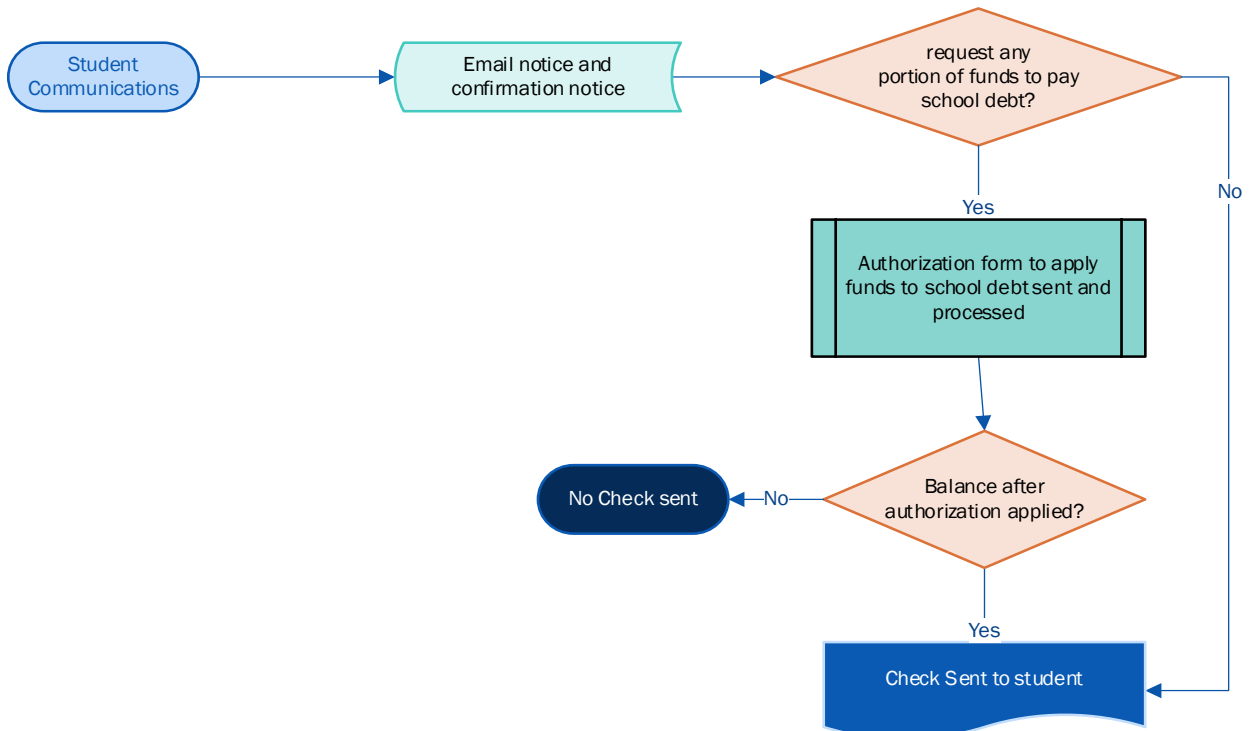 Student
Communications
Email notice and
confirmation notice
request any
portion of funds to pay
school debt?
No
Yes
Authorization form to apply
funds to school debt sent and
processed
Balance after
authorization applied?
No
No Check sent
Yes
Check Sent to student